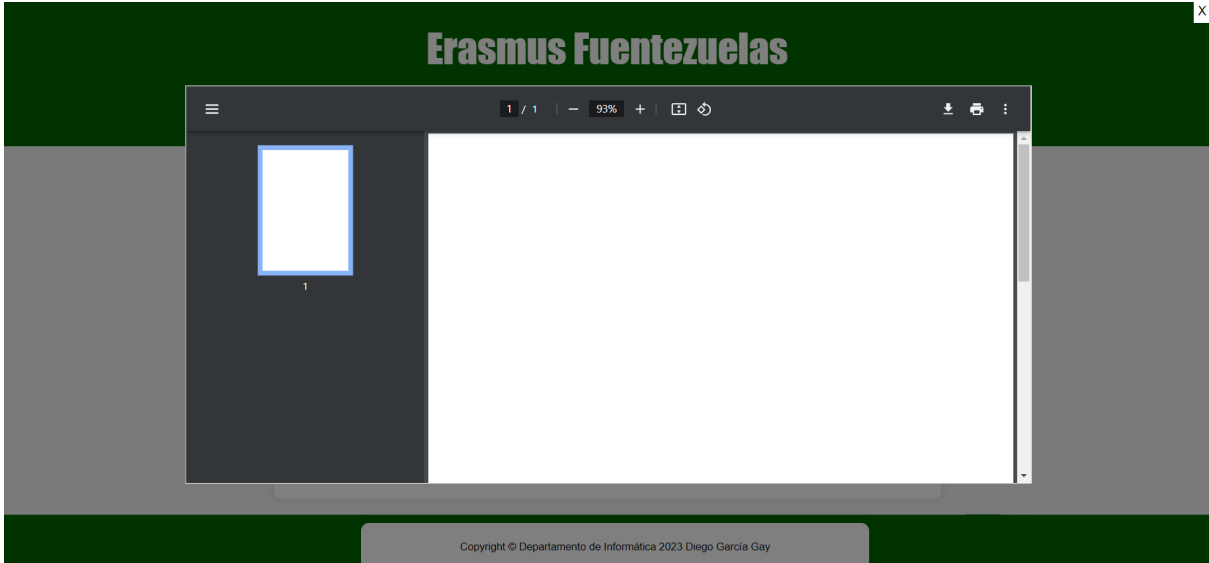 X
Erasmus Fuentezuelas
1 / 1 93%
1
Copyright © Departamento de Informática 2023 Diego García Gay